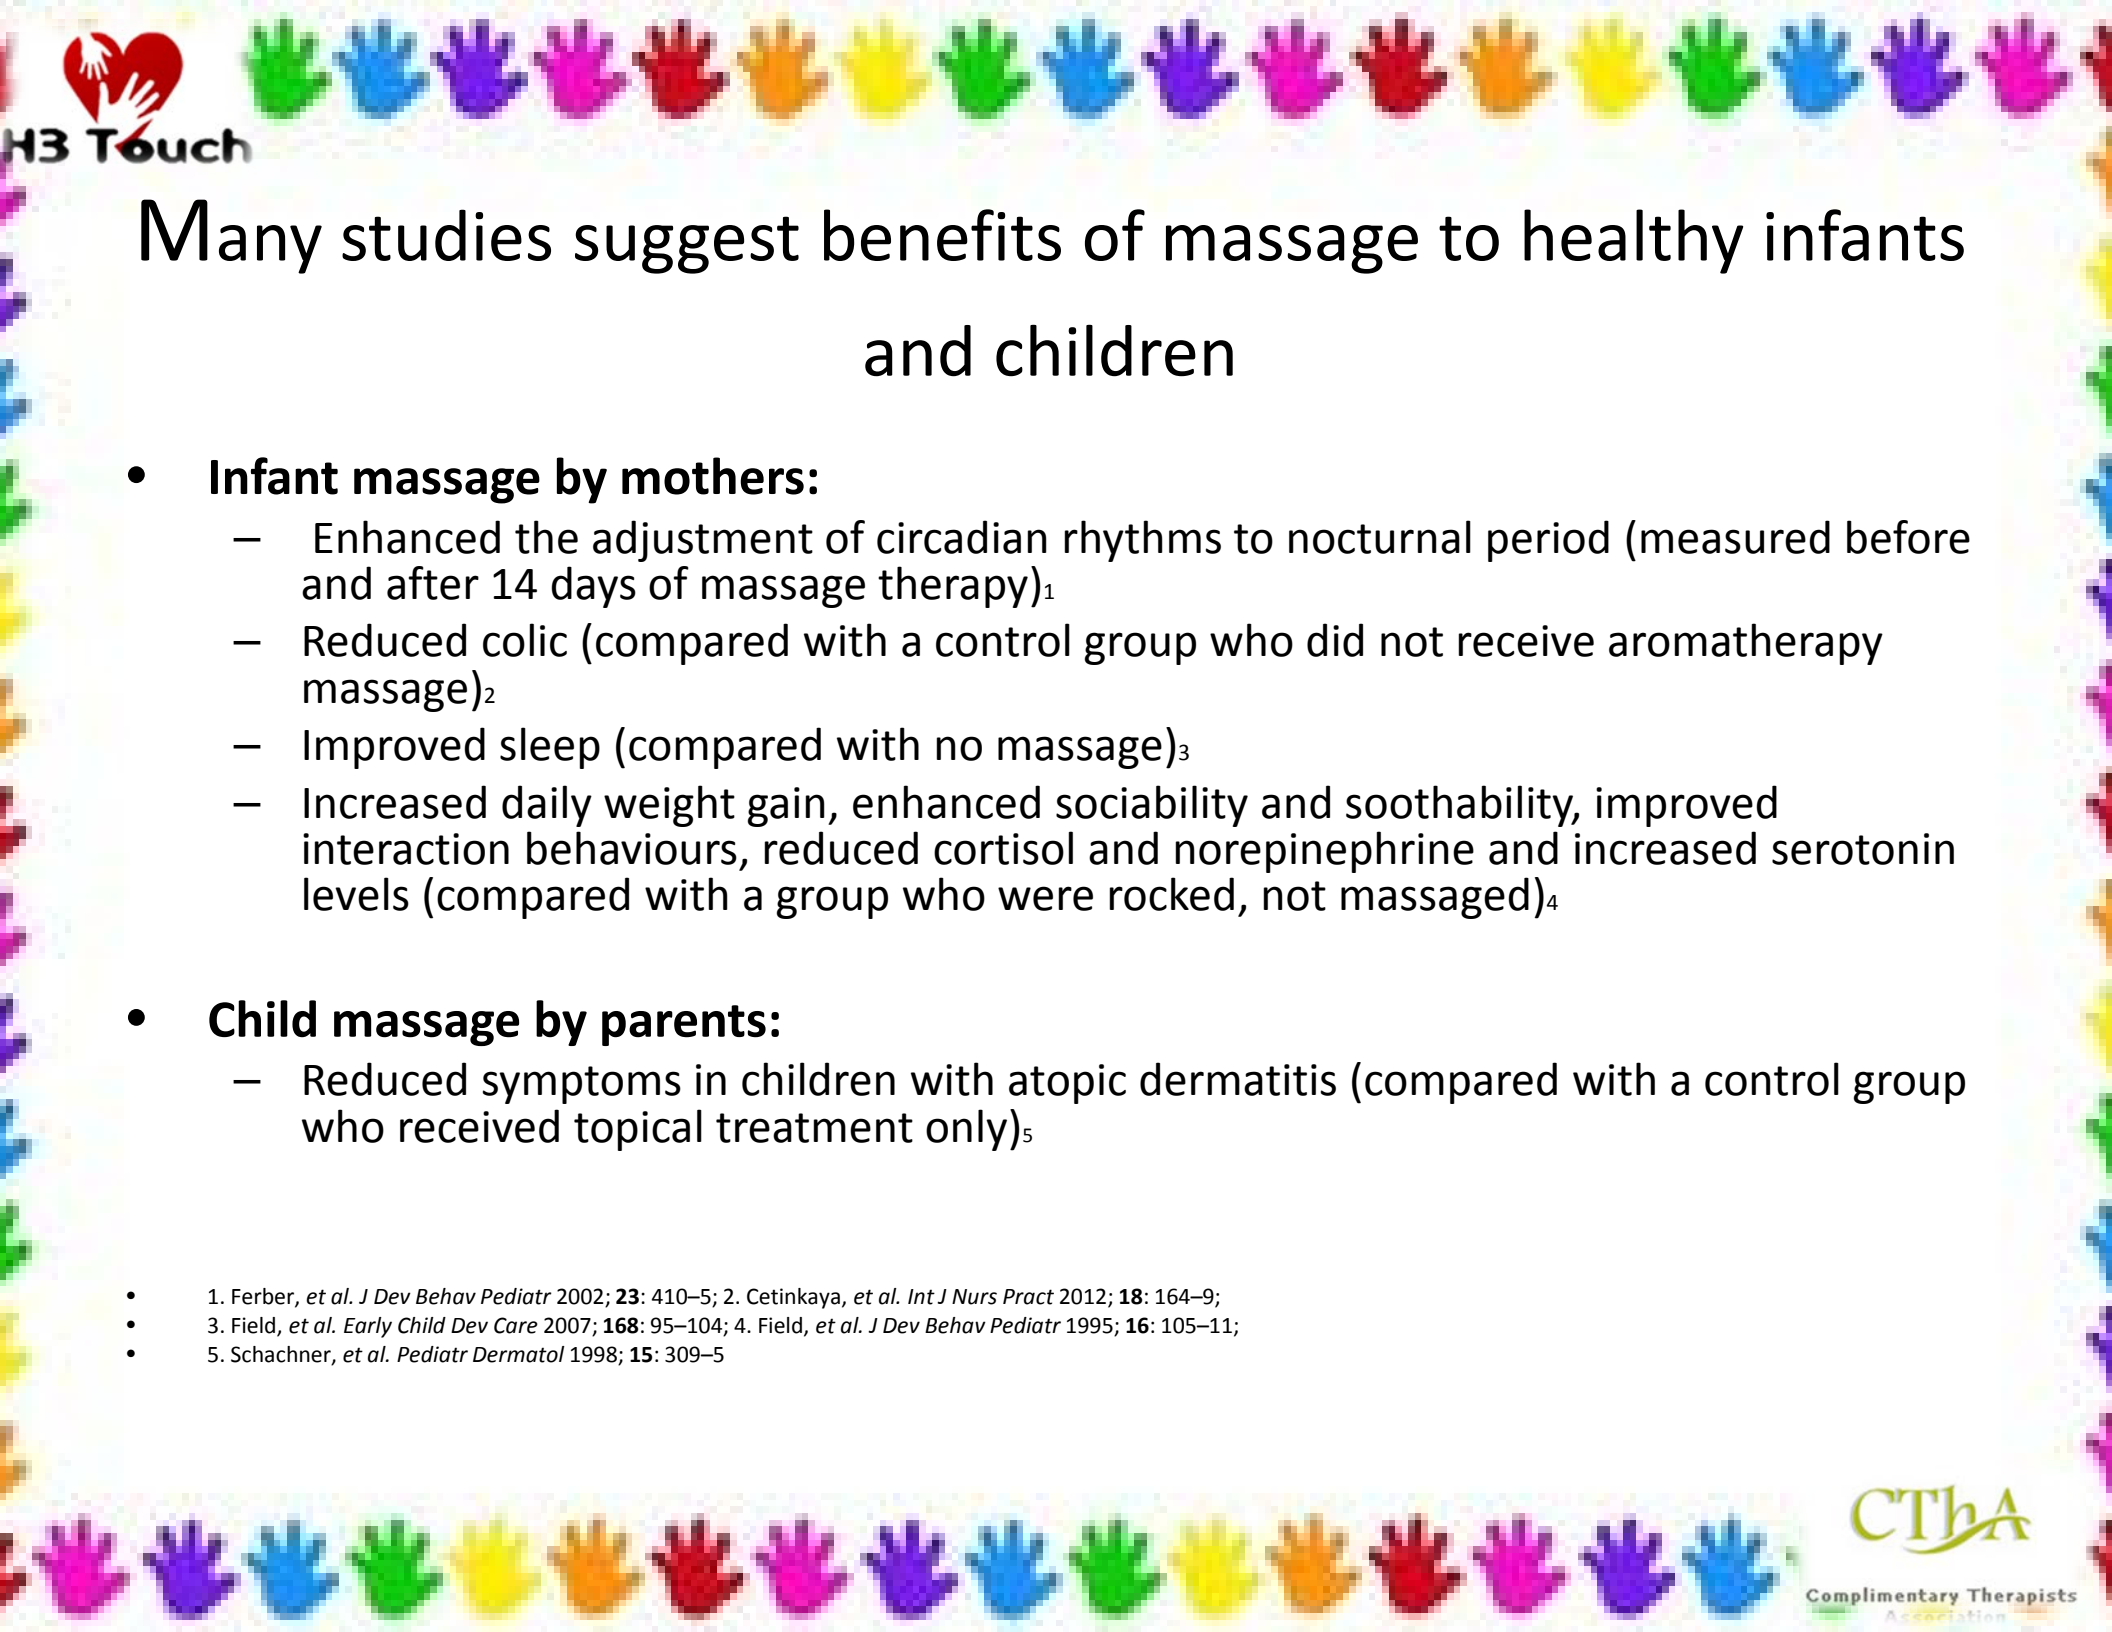 H3 Touch
Many studies suggest benefits of massage to healthy infants
and children
• Infant massage by mothers:
– Enhanced the adjustment of circadian rhythms to nocturnal period (measured before
and after 14 days of massage therapy)1
– Reduced colic (compared with a control group who did not receive aromatherapy
massage)2
– Improved sleep (compared with no massage)3
– Increased daily weight gain, enhanced sociability and soothability, improved
interaction behaviours, reduced cortisol and norepinephrine and increased serotonin
levels (compared with a group who were rocked, not massaged)4
• Child massage by parents:
– Reduced symptoms in children with atopic dermatitis (compared with a control group
who received topical treatment only)5
• 1. Ferber, et al. J Dev Behav Pediatr 2002; 23: 410–5; 2. Cetinkaya, et al. Int J Nurs Pract 2012; 18: 164–9;
• 3. Field, et al. Early Child Dev Care 2007; 168: 95–104; 4. Field, et al. J Dev Behav Pediatr 1995; 16: 105–11;
• 5. Schachner, et al. Pediatr Dermatol 1998; 15: 309–5
CThA
Complimentary Therapists
Association